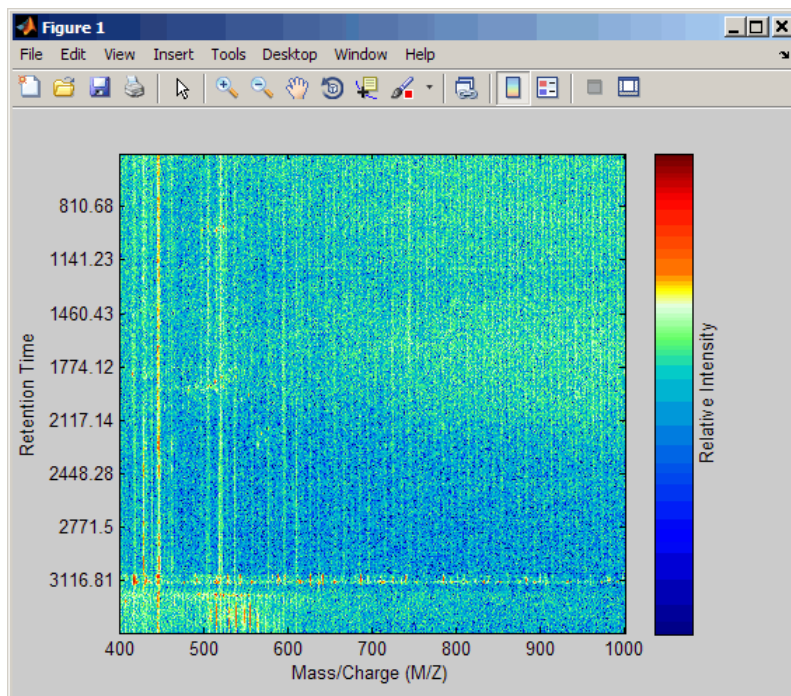 Figure 1
File Edit View Insert Tools Desktop Window Help
810.68
1141.23
1460.43
1774.12
2117.14
2448.28
2771.5
3116.81
Retention Time
400 500 600 700 800 900 1000
Mass/Charge (M/Z)
Relative Intensity